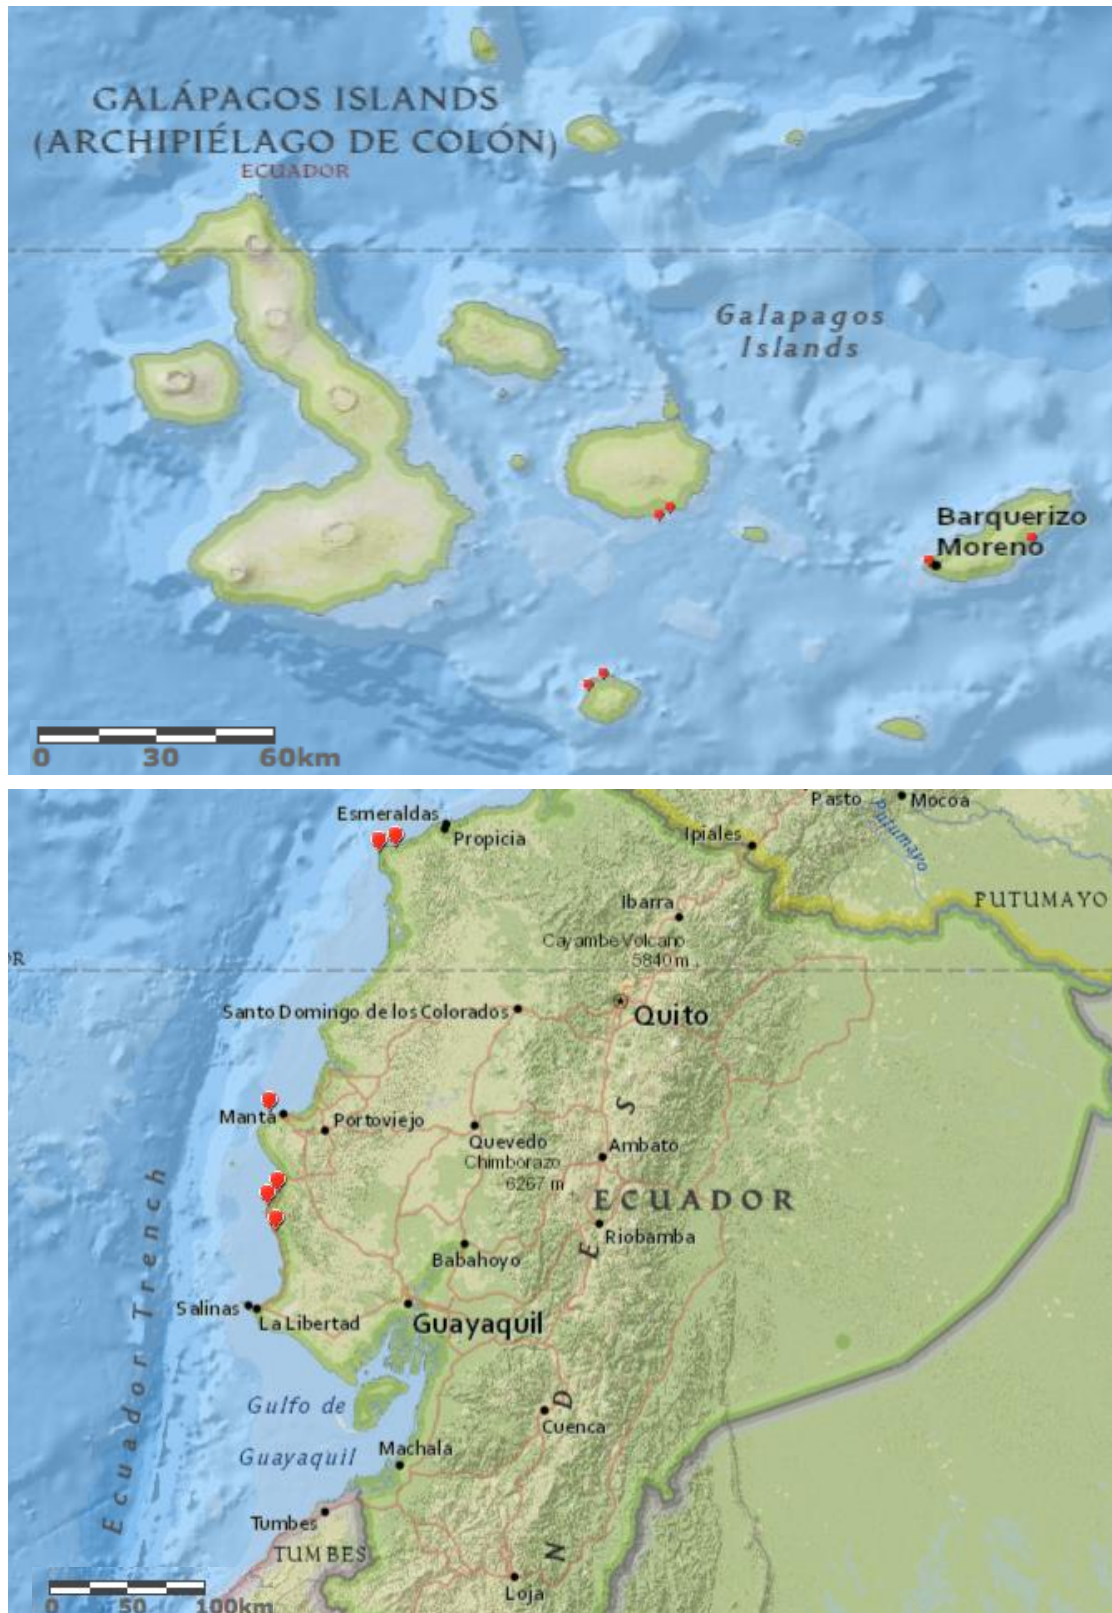 GALÁPAGOS ISLANDS
(ARCHIPIÉLAGO DE COLÓN)
ECUADOR
Galapagos
Islands
Barquerizo
Moreno
0 30 60km
Esmeraldas
Propicia
Pasto
Mocoa
Putumayo
Ipiales
PUTUMAYO
Ibarra
Cayambe Volcano
5840 m
OR
Santo Domingo de los Colorados
Quito
Manta
Portoviejo
Quevedo
Chimborazo
6267 m
Ambato
ECUADOR
Riobamba
Babahoyo
Ecuador Trench
Salinas
La Libertad
Guayaquil
Gulfo de
Guayaquil
Cuenca
Machala
Tumbes
TUMBES
Loja
A N D E S
0 50 100km